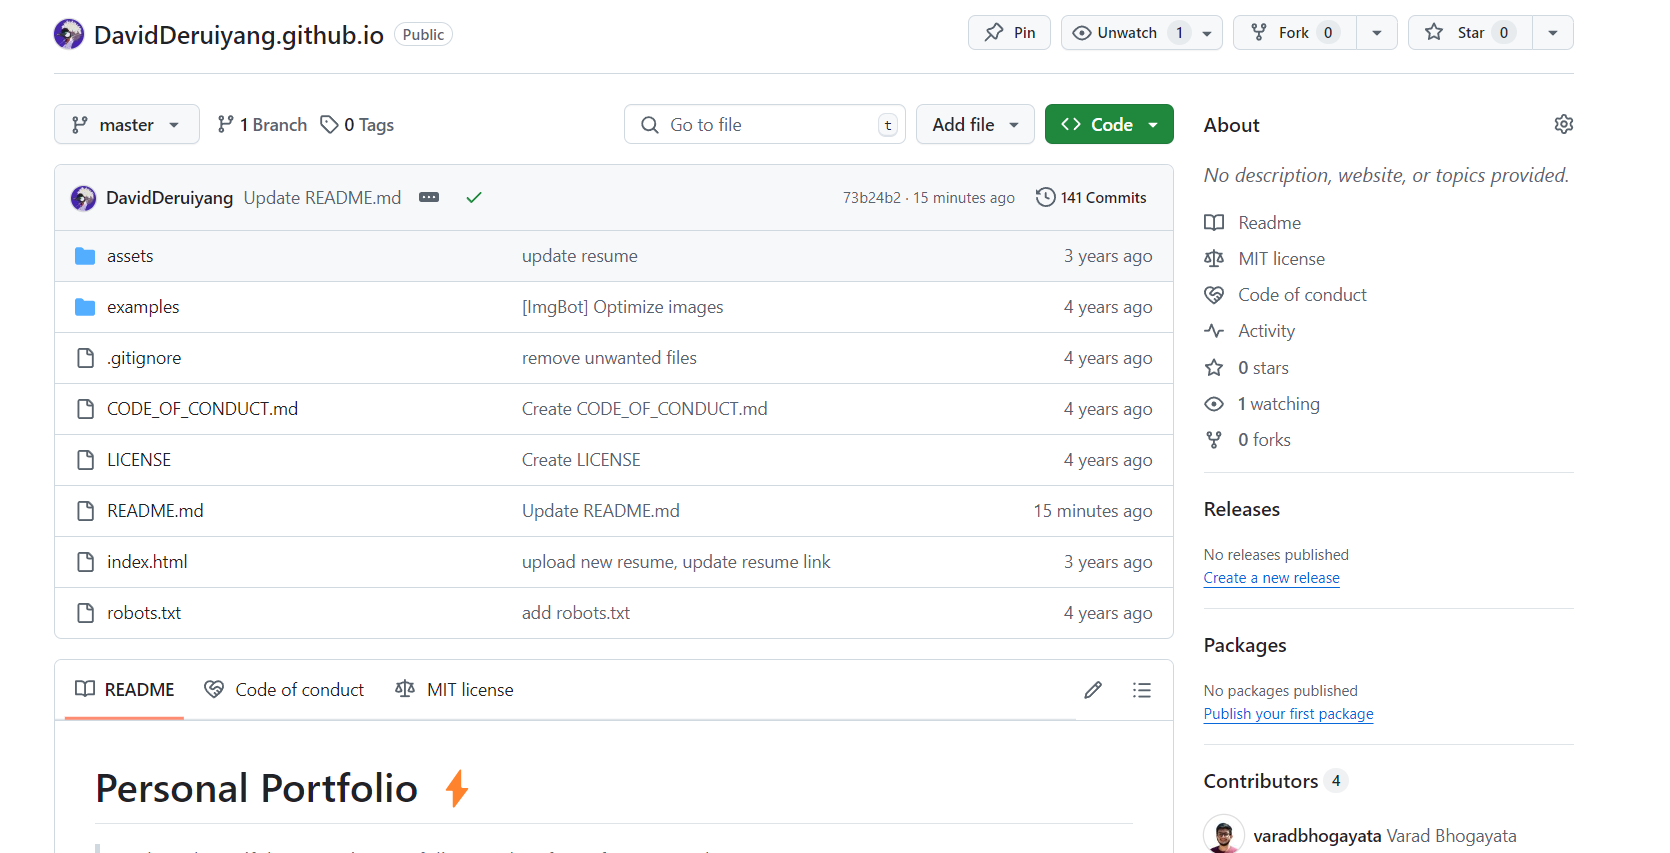 DavidDeruiyang.github.io Public
Pin
Unwatch 1
Fork 0
Star 0
master
1 Branch
0 Tags
Go to file t
Add file
Code
DavidDeruiyang Update README.md
73b24b2 · 15 minutes ago
141 Commits
assets update resume 3 years ago
examples [ImgBot] Optimize images 4 years ago
.gitignore remove unwanted files 4 years ago
CODE_OF_CONDUCT.md Create CODE_OF_CONDUCT.md 4 years ago
LICENSE Create LICENSE 4 years ago
README.md Update README.md 15 minutes ago
index.html upload new resume, update resume link 3 years ago
robots.txt add robots.txt 4 years ago
README
Code of conduct
MIT license
Personal Portfolio
About
No description, website, or topics provided.
Readme
MIT license
Code of conduct
Activity
0 stars
1 watching
0 forks
Releases
No releases published
Create a new release
Packages
No packages published
Publish your first package
Contributors 4
varadbhogayata Varad Bhogayata